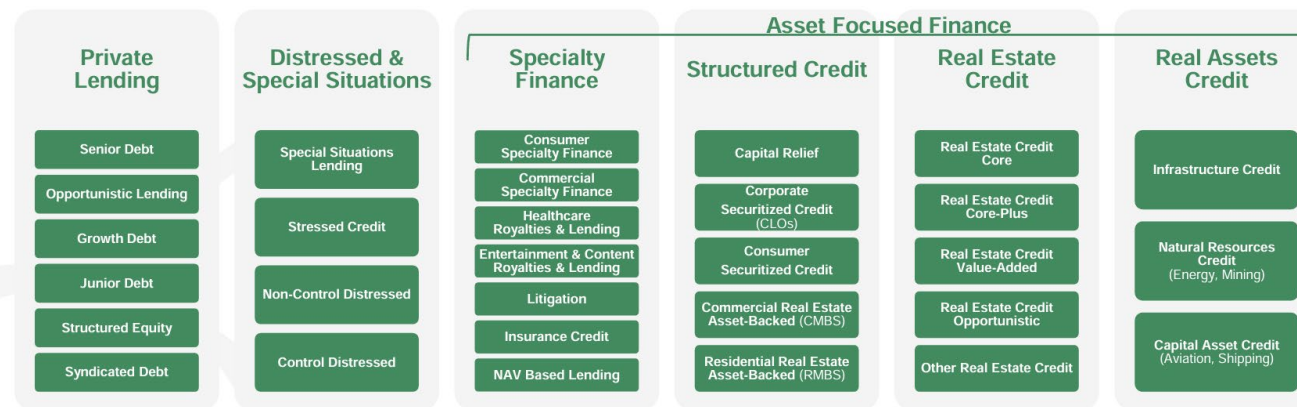 Asset Focused Finance
Private
Lending
Senior Debt
Opportunistic Lending
Growth Debt
Junior Debt
Structured Equity
Syndicated Debt
Distressed &
Special Situations
Special Situations
Lending
Stressed Credit
Non-Control Distressed
Control Distressed
Specialty
Finance
Consumer
Specialty Finance
Commercial
Specialty Finance
Healthcare
Royalties & Lending
Entertainment & Content
Royalties & Lending
Litigation
Insurance Credit
NAV Based Lending
Structured Credit
Capital Relief
Corporate
Securitized Credit
(CLOs)
Consumer
Securitized Credit
Commercial Real Estate
Asset-Backed (CMBS)
Residential Real Estate
Asset-Backed (RMBS)
Real Estate
Credit
Real Estate Credit
Core
Real Estate Credit
Core-Plus
Real Estate Credit
Value-Added
Real Estate Credit
Opportunistic
Other Real Estate Credit
Real Assets
Credit
Infrastructure Credit
Natural Resources
Credit
(Energy, Mining)
Capital Asset Credit
(Aviation, Shipping)